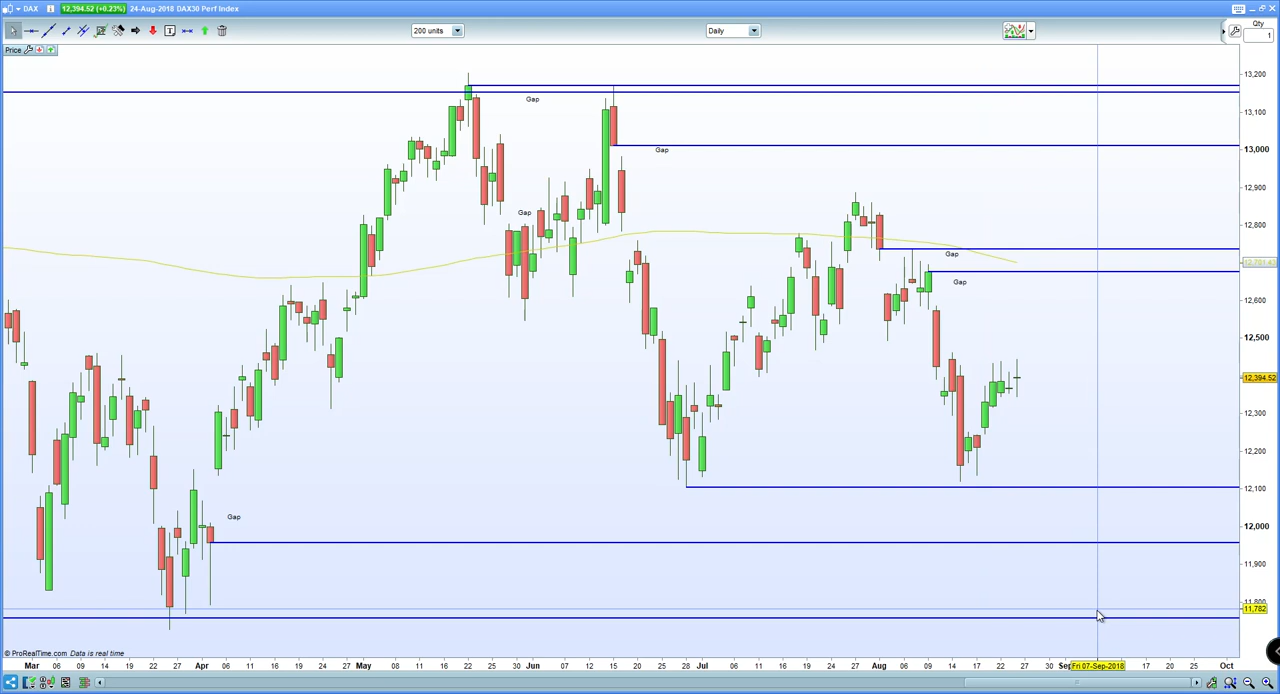 DAX 12,394.52 (+0.23%) 24-Aug-2018 DAX30 Perf Index
Qty
1
200 units
Daily
Price
13,200
13,100
13,000
12,900
12,800
12,600
12,500
12,394.52
12,300
12,200
12,100
12,000
11,900
11,782
Gap
Gap
Gap
Gap
Gap
Gap
© ProRealTime.com Data is real time
Mar 06 09 14 19 22 27 Apr 06 11 16 19 24 27 May 08 11 16 21 24 30 Jun 07 12 15 20 25 28 Jul 06 11 16 19 24 27 Aug 06 09 14 17 22 27 30 Fri 07-Sep-2018 17 20 25 Oct